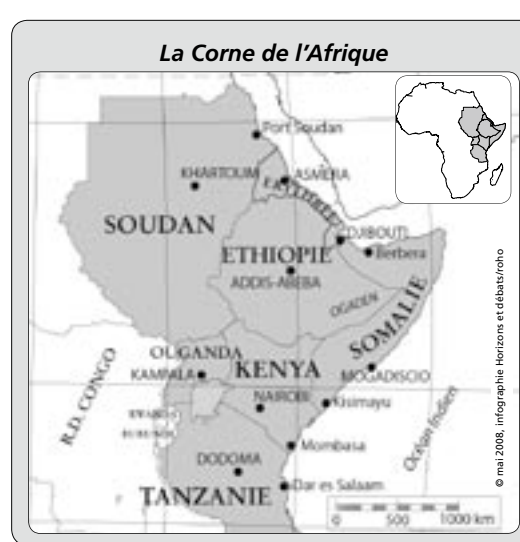 La Corne de l'Afrique
Port Soudan
KHARTOUM
ASMERA
ERYTHRÉE
SOUDAN
DJIBOUTI
ETHIOPIE
Berbera
ADDIS-ABEBA
OGADEN
SOMALIE
OUGANDA
KENYA
KAMPALA
MOGADISCIO
R.D. CONGO
NAIROBI
Kisimayu
RWANDA
BURUNDI
Océan Indien
Mombasa
DODOMA
Dar es Salaam
TANZANIE
0 500 1000 km
© mai 2008, infographie Horizons et débats/roho